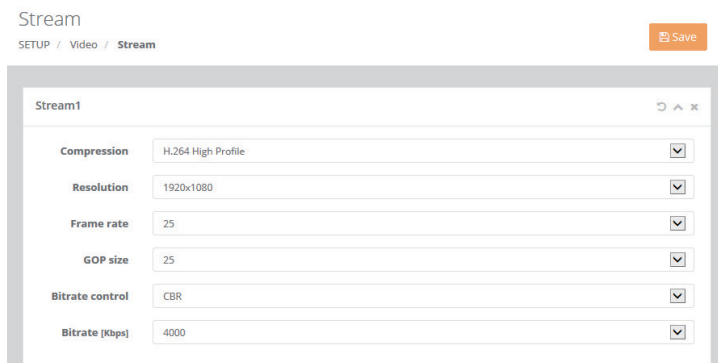 Stream
SETUP / Video / Stream
Save
Stream1
Compression H.264 High Profile
Resolution 1920x1080
Frame rate 25
GOP size 25
Bitrate control CBR
Bitrate [Kbps] 4000